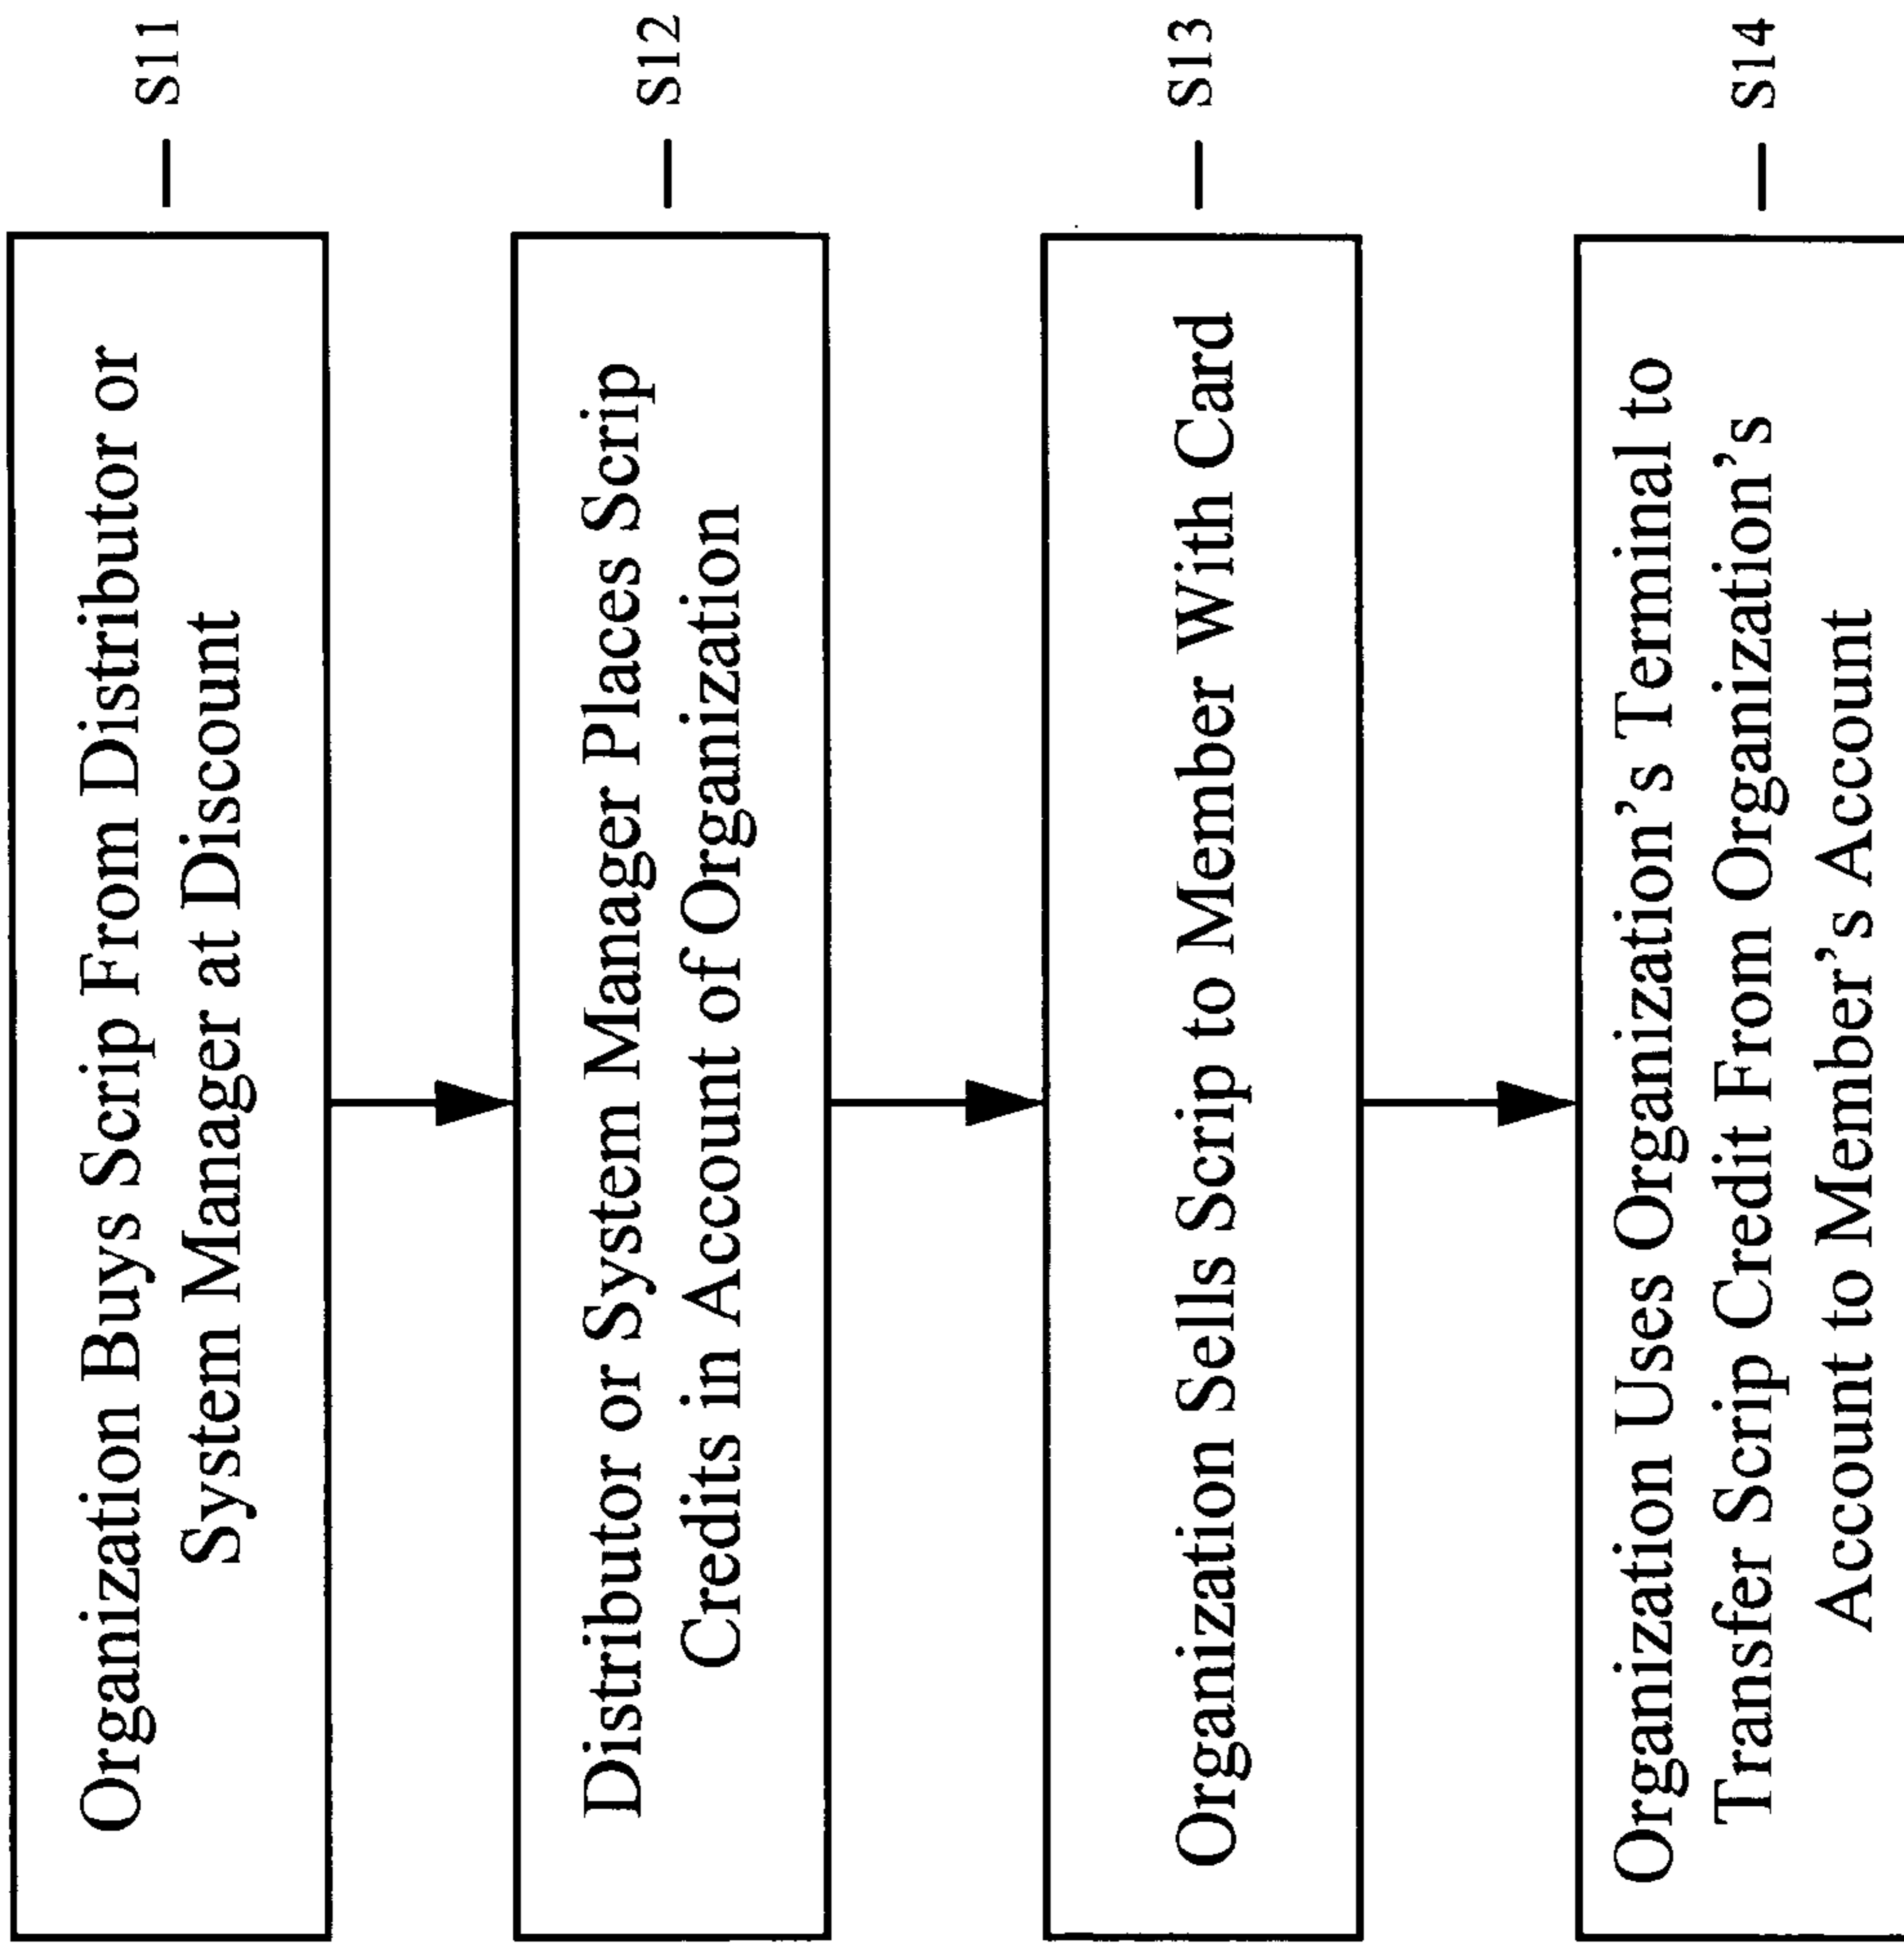 Organization Buys Scrip From Distributor or
System Manager at Discount
S11
Distributor or System Manager Places Scrip
Credits in Account of Organization
S12
Organization Sells Scrip to Member With Card
S13
Organization Uses Organization's Terminal to
Transfer Scrip Credit From Organization's
Account to Member's Account
S14